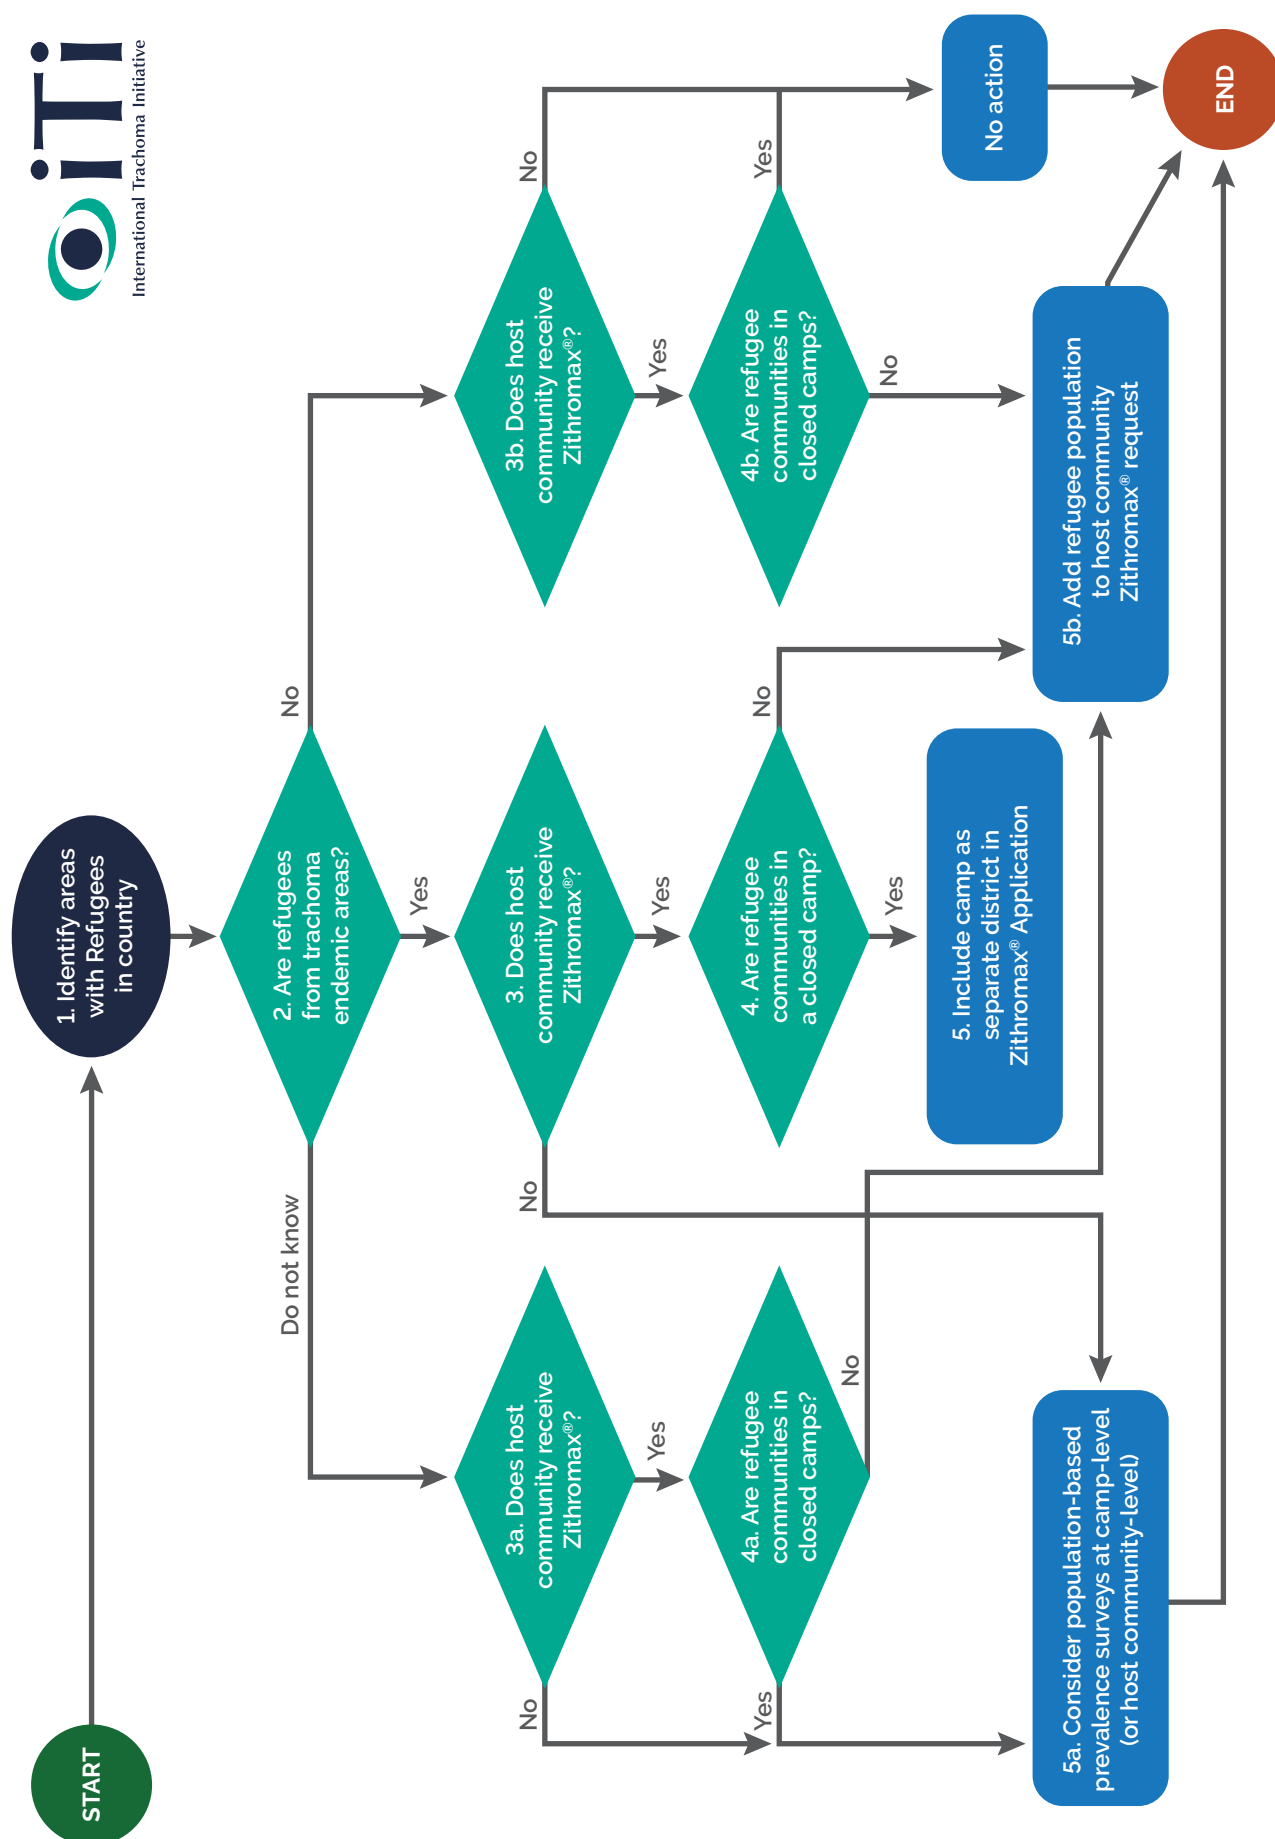 iTi
International Trachoma Initiative
START
1. Identify areas
with Refugees
in country
2. Are refugees
from trachoma
endemic areas?
Do not know
Yes
No
3a. Does host
community receive
Zithromax®?
No
Yes
3. Does host
community receive
Zithromax®?
No
Yes
3b. Does host
community receive
Zithromax®?
No
Yes
4a. Are refugee
communities in
closed camps?
Yes
No
4. Are refugee
communities in
a closed camp?
Yes
No
4b. Are refugee
communities in
closed camps?
Yes
No
5a. Consider population-based
prevalence surveys at camp-level
(or host community-level)
5. Include camp as
separate district in
Zithromax® Application
5b. Add refugee population
to host community
Zithromax® request
No action
END